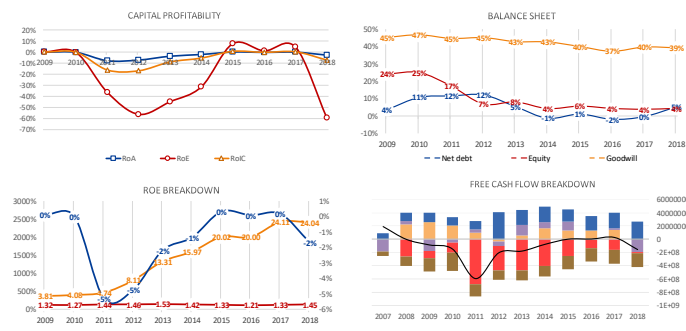 CAPITAL PROFITABILITY
20%
10%
0%
-10%
-20%
-30%
-40%
-50%
-60%
-70%
2009 2010 2011 2012 2013 2014 2015 2016 2017 2018
RoA RoE RoIC
BALANCE SHEET
50%
40%
30%
20%
10%
0%
-10%
45% 47% 45% 45% 43% 43% 40% 37% 40% 39%
24% 25% 17% 7% 8% 4% 6% 4% 4% 4%
4% 11% 12% 12% 5% -1% 1% -2% 0% 5%
2009 2010 2011 2012 2013 2014 2015 2016 2017 2018
Net debt Equity Goodwill
ROE BREAKDOWN
3000%
2500%
2000%
1500%
1000%
500%
0%
1%
0%
-1%
-2%
-3%
-4%
-5%
-6%
0% 0% -5% -5% -2% 1% 0% 0% 0% -2%
3.81 4.08 4.74 8.11 13.31 15.97 20.02 20.00 24.11 24.04
1.32 1.27 1.44 1.46 1.53 1.42 1.33 1.21 1.33 1.45
2009 2010 2011 2012 2013 2014 2015 2016 2017 2018
FREE CASH FLOW BREAKDOWN
6000000
4000000
2000000
0
-2E+08
-4E+08
-6E+08
-8E+08
-1E+09
2007 2008 2009 2010 2011 2012 2013 2014 2015 2016 2017 2018